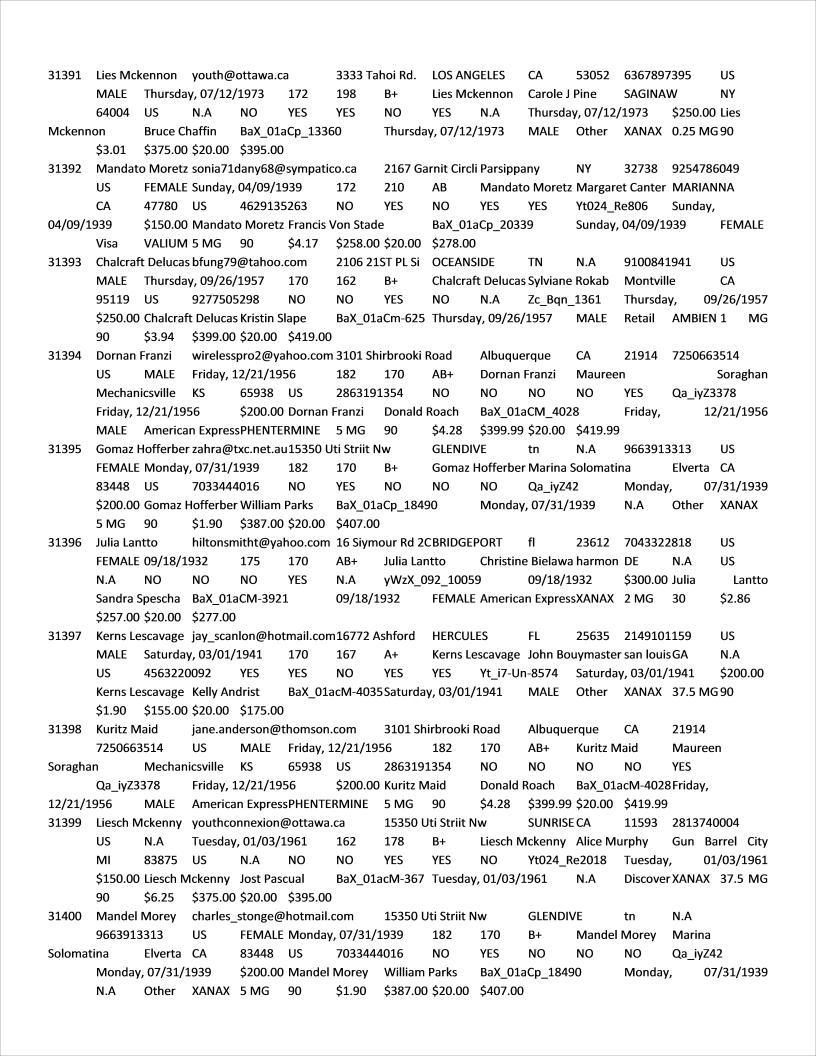 31391 Lies Mckennon youth@ottawa.ca 3333 Tahoi Rd. LOS ANGELES CA 53052 6367897395 US
MALE Thursday, 07/12/1973 172 198 B+ Lies Mckennon Carole J Pine SAGINAW NY
64004 US N.A NO YES YES NO YES N.A Thursday, 07/12/1973 $250.00 Lies
Mckennon Bruce Chaffin BaX_01aCp_13360 Thursday, 07/12/1973 MALE Other XANAX 0.25 MG 90
$3.01 $375.00 $20.00 $395.00
31392 Mandato Moretz sonia71dany68@sympatico.ca 2167 Garnit Circli Parsippany NY 32738 9254786049
US FEMALE Sunday, 04/09/1939 172 210 AB Mandato Moretz Margaret Canter MARIANNA
CA 47780 US 4629135263 NO YES NO YES YES Yt024_Re806 Sunday,
04/09/1939 $150.00 Mandato Moretz Francis Von Stade BaX_01aCp_20339 Sunday, 04/09/1939 FEMALE
Visa VALIUM 5 MG 90 $4.17 $258.00 $20.00 $278.00
31393 Chalcraft Delucas bfung79@tahoo.com 2106 21ST PL Si OCEANSIDE TN N.A 9100841941 US
MALE Thursday, 09/26/1957 170 162 B+ Chalcraft Delucas Sylviane Rokab Montville CA
95119 US 9277505298 NO NO YES NO N.A Zc_Bqn_1361 Thursday, 09/26/1957
$250.00 Chalcraft Delucas Kristin Slape BaX_01aCm-625 Thursday, 09/26/1957 MALE Retail AMBIEN 1 MG
90 $3.94 $399.00 $20.00 $419.00
31394 Dornan Franzi wirelesspro2@yahoo.com 3101 Shirbrooki Road Albuquerque CA 21914 7250663514
US MALE Friday, 12/21/1956 182 170 AB+ Dornan Franzi Maureen Soraghan
Mechanicsville KS 65938 US 2863191354 NO NO NO NO YES Qa_iyZ3378
Friday, 12/21/1956 $200.00 Dornan Franzi Donald Roach BaX_01aCM_4028 Friday, 12/21/1956
MALE American Express PHENTERMINE 5 MG 90 $4.28 $399.99 $20.00 $419.99
31395 Gomaz Hofferber zahra@txc.net.au 15350 Uti Striit Nw GLENDIVE tn N.A 9663913313 US
FEMALE Monday, 07/31/1939 182 170 B+ Gomaz Hofferber Marina Solomatina Elverta CA
83448 US 7033444016 NO YES NO NO NO Qa_iyZ42 Monday, 07/31/1939
$200.00 Gomaz Hofferber William Parks BaX_01aCp_18490 Monday, 07/31/1939 N.A Other XANAX
5 MG 90 $1.90 $387.00 $20.00 $407.00
31396 Julia Lantto hiltonsmitht@yahoo.com 16 Siymour Rd 2C BRIDGEPORT fl 23612 7043322818 US
FEMALE 09/18/1932 175 170 AB+ Julia Lantto Christine Bielawa harmon DE N.A US
N.A NO NO NO YES N.A yWzX_092_10059 09/18/1932 $300.00 Julia Lantto
Sandra Spescha BaX_01aCM-3921 09/18/1932 FEMALE American Express XANAX 2 MG 30 $2.86
$257.00 $20.00 $277.00
31397 Kerns Lescavage jay_scanlon@hotmail.com 16772 Ashford HERCULES FL 25635 2149101159 US
MALE Saturday, 03/01/1941 170 167 A+ Kerns Lescavage John Bouymaster san louis GA N.A
US 4563220092 YES YES NO YES YES Yt_i7-Un-8574 Saturday, 03/01/1941 $200.00
Kerns Lescavage Kelly Andrist BaX_01acM-4035 Saturday, 03/01/1941 MALE Other XANAX 37.5 MG 90
$1.90 $155.00 $20.00 $175.00
31398 Kuritz Maid jane.anderson@thomson.com 3101 Shirbrooki Road Albuquerque CA 21914
7250663514 US MALE Friday, 12/21/1956 182 170 AB+ Kuritz Maid Maureen
Soraghan Mechanicsville KS 65938 US 2863191354 NO NO NO NO YES
Qa_iyZ3378 Friday, 12/21/1956 $200.00 Kuritz Maid Donald Roach BaX_01acM-4028 Friday,
12/21/1956 MALE American Express PHENTERMINE 5 MG 90 $4.28 $399.99 $20.00 $419.99
31399 Liesch Mckenny youthconnexion@ottawa.ca 15350 Uti Striit Nw SUNRISE CA 11593 2813740004
US N.A Tuesday, 01/03/1961 162 178 B+ Liesch Mckenny Alice Murphy Gun Barrel City
MI 83875 US N.A NO NO YES YES NO Yt024_Re2018 Tuesday, 01/03/1961
$150.00 Liesch Mckenny Jost Pascual BaX_01acM-367 Tuesday, 01/03/1961 N.A Discover XANAX 37.5 MG
90 $6.25 $375.00 $20.00 $395.00
31400 Mandel Morey charles_stonge@hotmail.com 15350 Uti Striit Nw GLENDIVE tn N.A
9663913313 US FEMALE Monday, 07/31/1939 182 170 B+ Mandel Morey Marina
Solomatina Elverta CA 83448 US 7033444016 NO YES NO NO NO Qa_iyZ42
Monday, 07/31/1939 $200.00 Mandel Morey William Parks BaX_01aCp_18490 Monday, 07/31/1939
N.A Other XANAX 5 MG 90 $1.90 $387.00 $20.00 $407.00